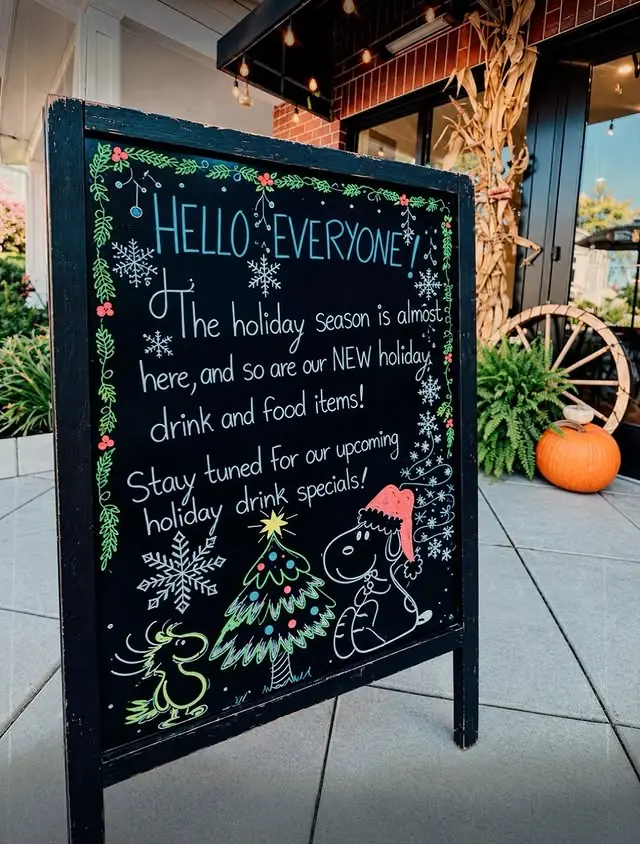 HELLO EVERYONE!
The holiday season is almost
here, and so are our NEW holiday
drink and food items!
Stay tuned for our upcoming
holiday drink specials!